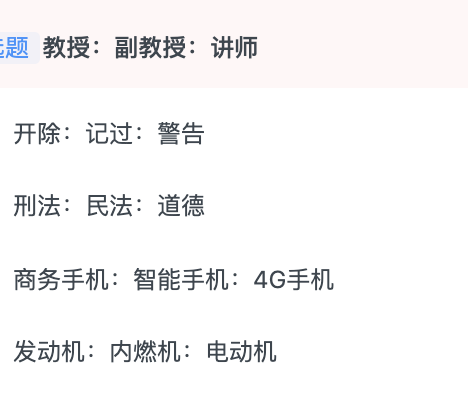 选题 教授：副教授：讲师
开除：记过：警告
刑法：民法：道德
商务手机：智能手机：4G手机
发动机：内燃机：电动机